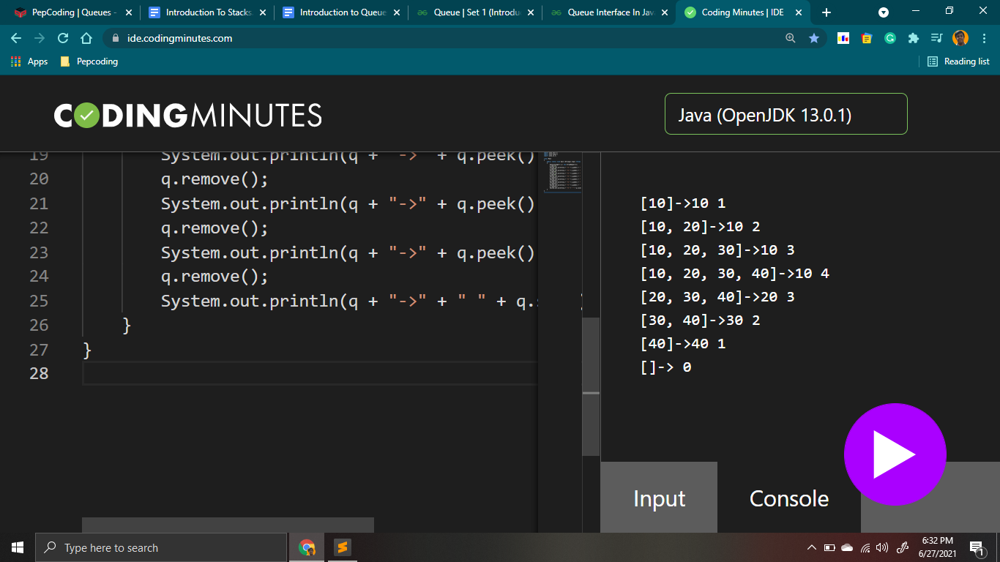 PepCoding | Queues -
Introduction To Stacks
Introduction to Queue
Queue | Set 1 (Introdu
Queue Interface In Jav
Coding Minutes | IDE
ide.codingminutes.com
Apps
Pepcoding
Reading list
CODINGMINUTES
Java (OpenJDK 13.0.1)
19 System.out.println(q + "->" + q.peek()
20 q.remove();
21 System.out.println(q + "->" + q.peek()
22 q.remove();
23 System.out.println(q + "->" + q.peek()
24 q.remove();
25 System.out.println(q + "->" + " " + q.
26 }
27 }
28
[10]->10 1
[10, 20]->10 2
[10, 20, 30]->10 3
[10, 20, 30, 40]->10 4
[20, 30, 40]->20 3
[30, 40]->30 2
[40]->40 1
[]-> 0
Input
Console
Type here to search
6:32 PM
6/27/2021
1